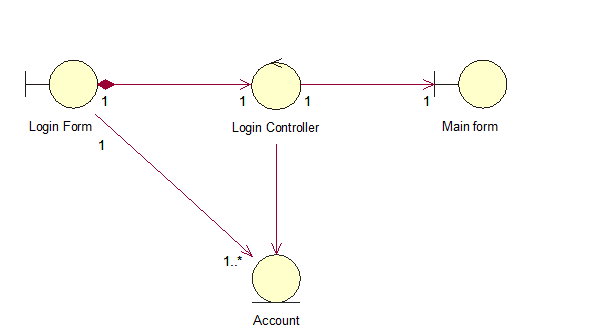 1
1
1
1
Login Form
Login Controller
Main form
1
1..*
Account